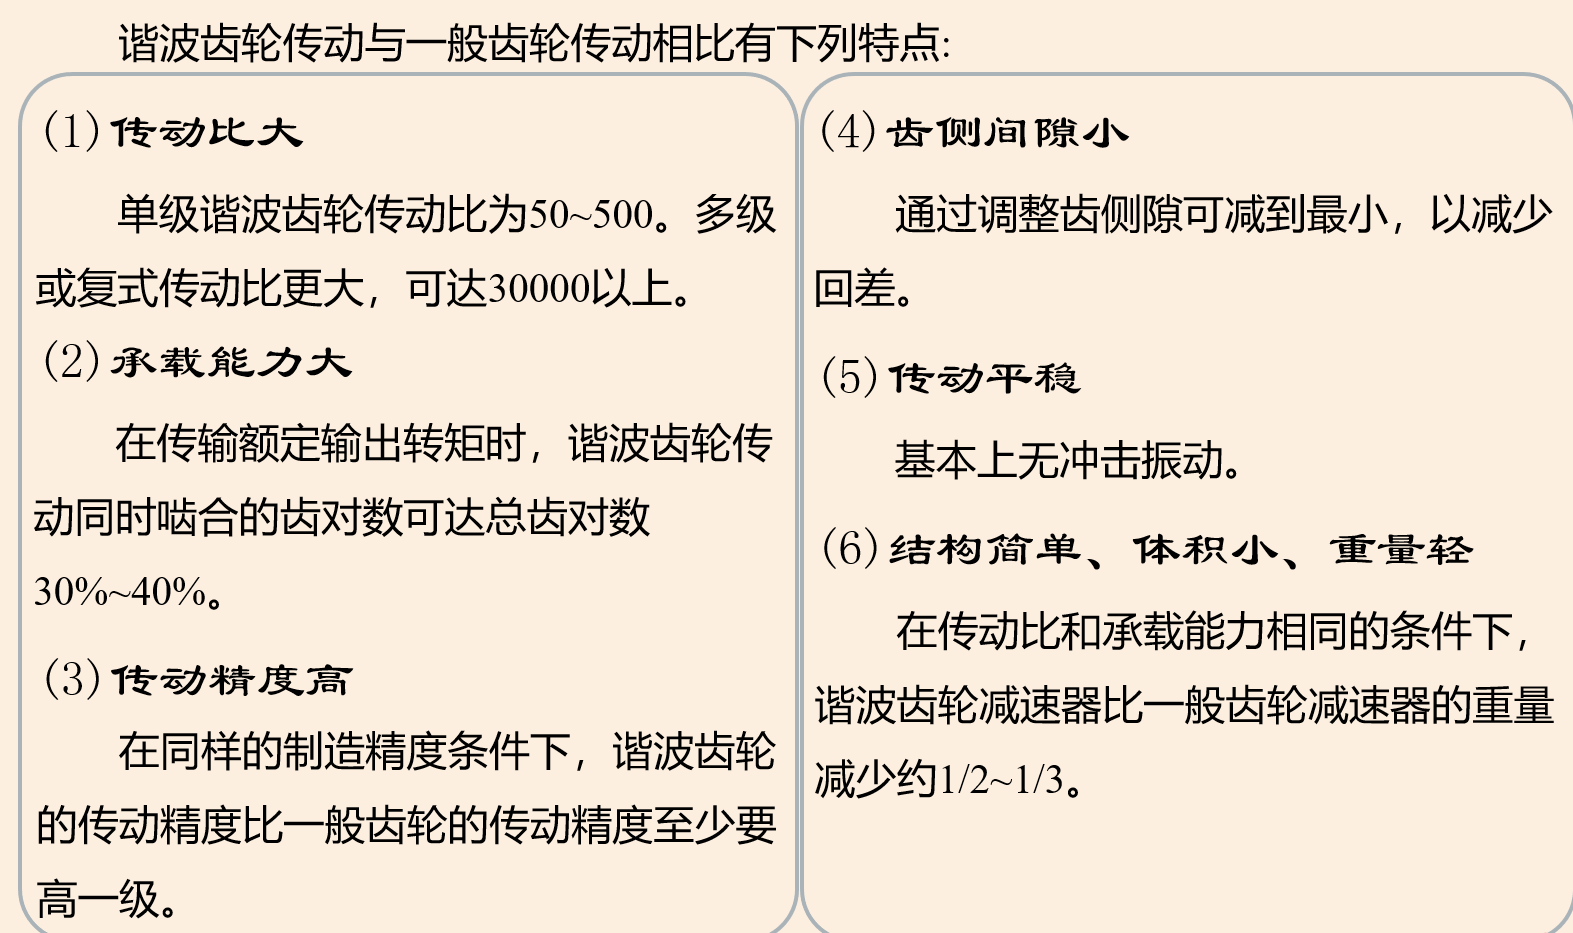 谐波齿轮传动与一般齿轮传动相比有下列特点:
(1)传动比大
单级谐波齿轮传动比为50~500。多级
或复式传动比更大，可达30000以上。
(2)承载能力大
在传输额定输出转矩时，谐波齿轮传
动同时啮合的齿对数可达总齿对数
30%~40%。
(3)传动精度高
在同样的制造精度条件下，谐波齿轮
的传动精度比一般齿轮的传动精度至少要
高一级。
(4)齿侧间隙小
通过调整齿侧隙可减到最小，以减少
回差。
(5)传动平稳
基本上无冲击振动。
(6)结构简单、体积小、重量轻
在传动比和承载能力相同的条件下，
谐波齿轮减速器比一般齿轮减速器的重量
减少约1/2~1/3。